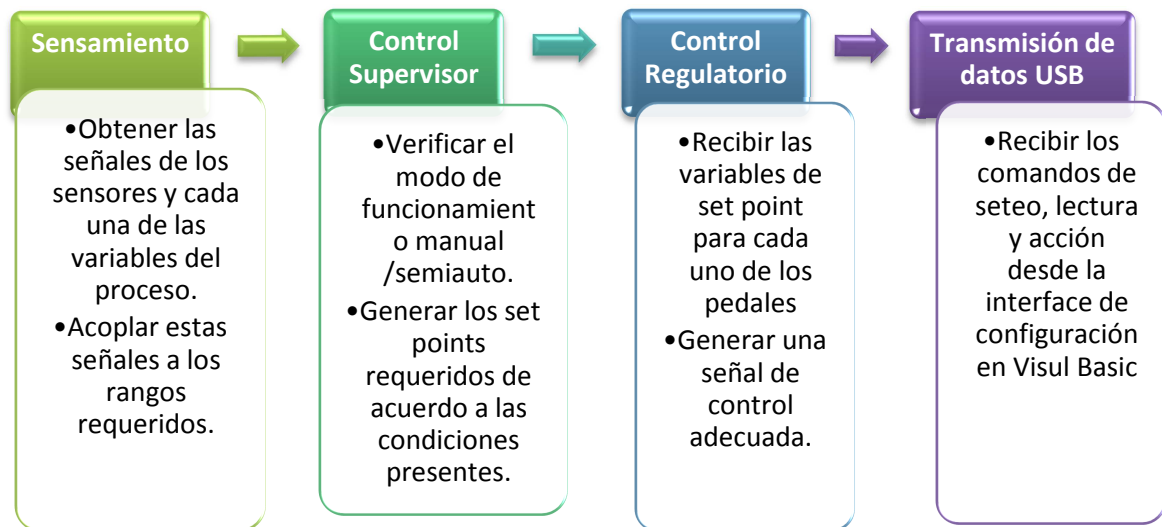 Sensamiento
•Obtener las
señales de los
sensores y cada
una de las
variables del
proceso.
•Acoplar estas
señales a los
rangos
requeridos.
Control
Supervisor
•Verificar el
modo de
funcionamient
o manual
/semiauto.
•Generar los set
points
requeridos de
acuerdo a las
condiciones
presentes.
Control
Regulatorio
•Recibir las
variables de
set point
para cada
uno de los
pedales
•Generar una
señal de
control
adecuada.
Transmisión de
datos USB
•Recibir los
comandos de
seteo, lectura
y acción
desde la
interface de
configuración
en Visul Basic